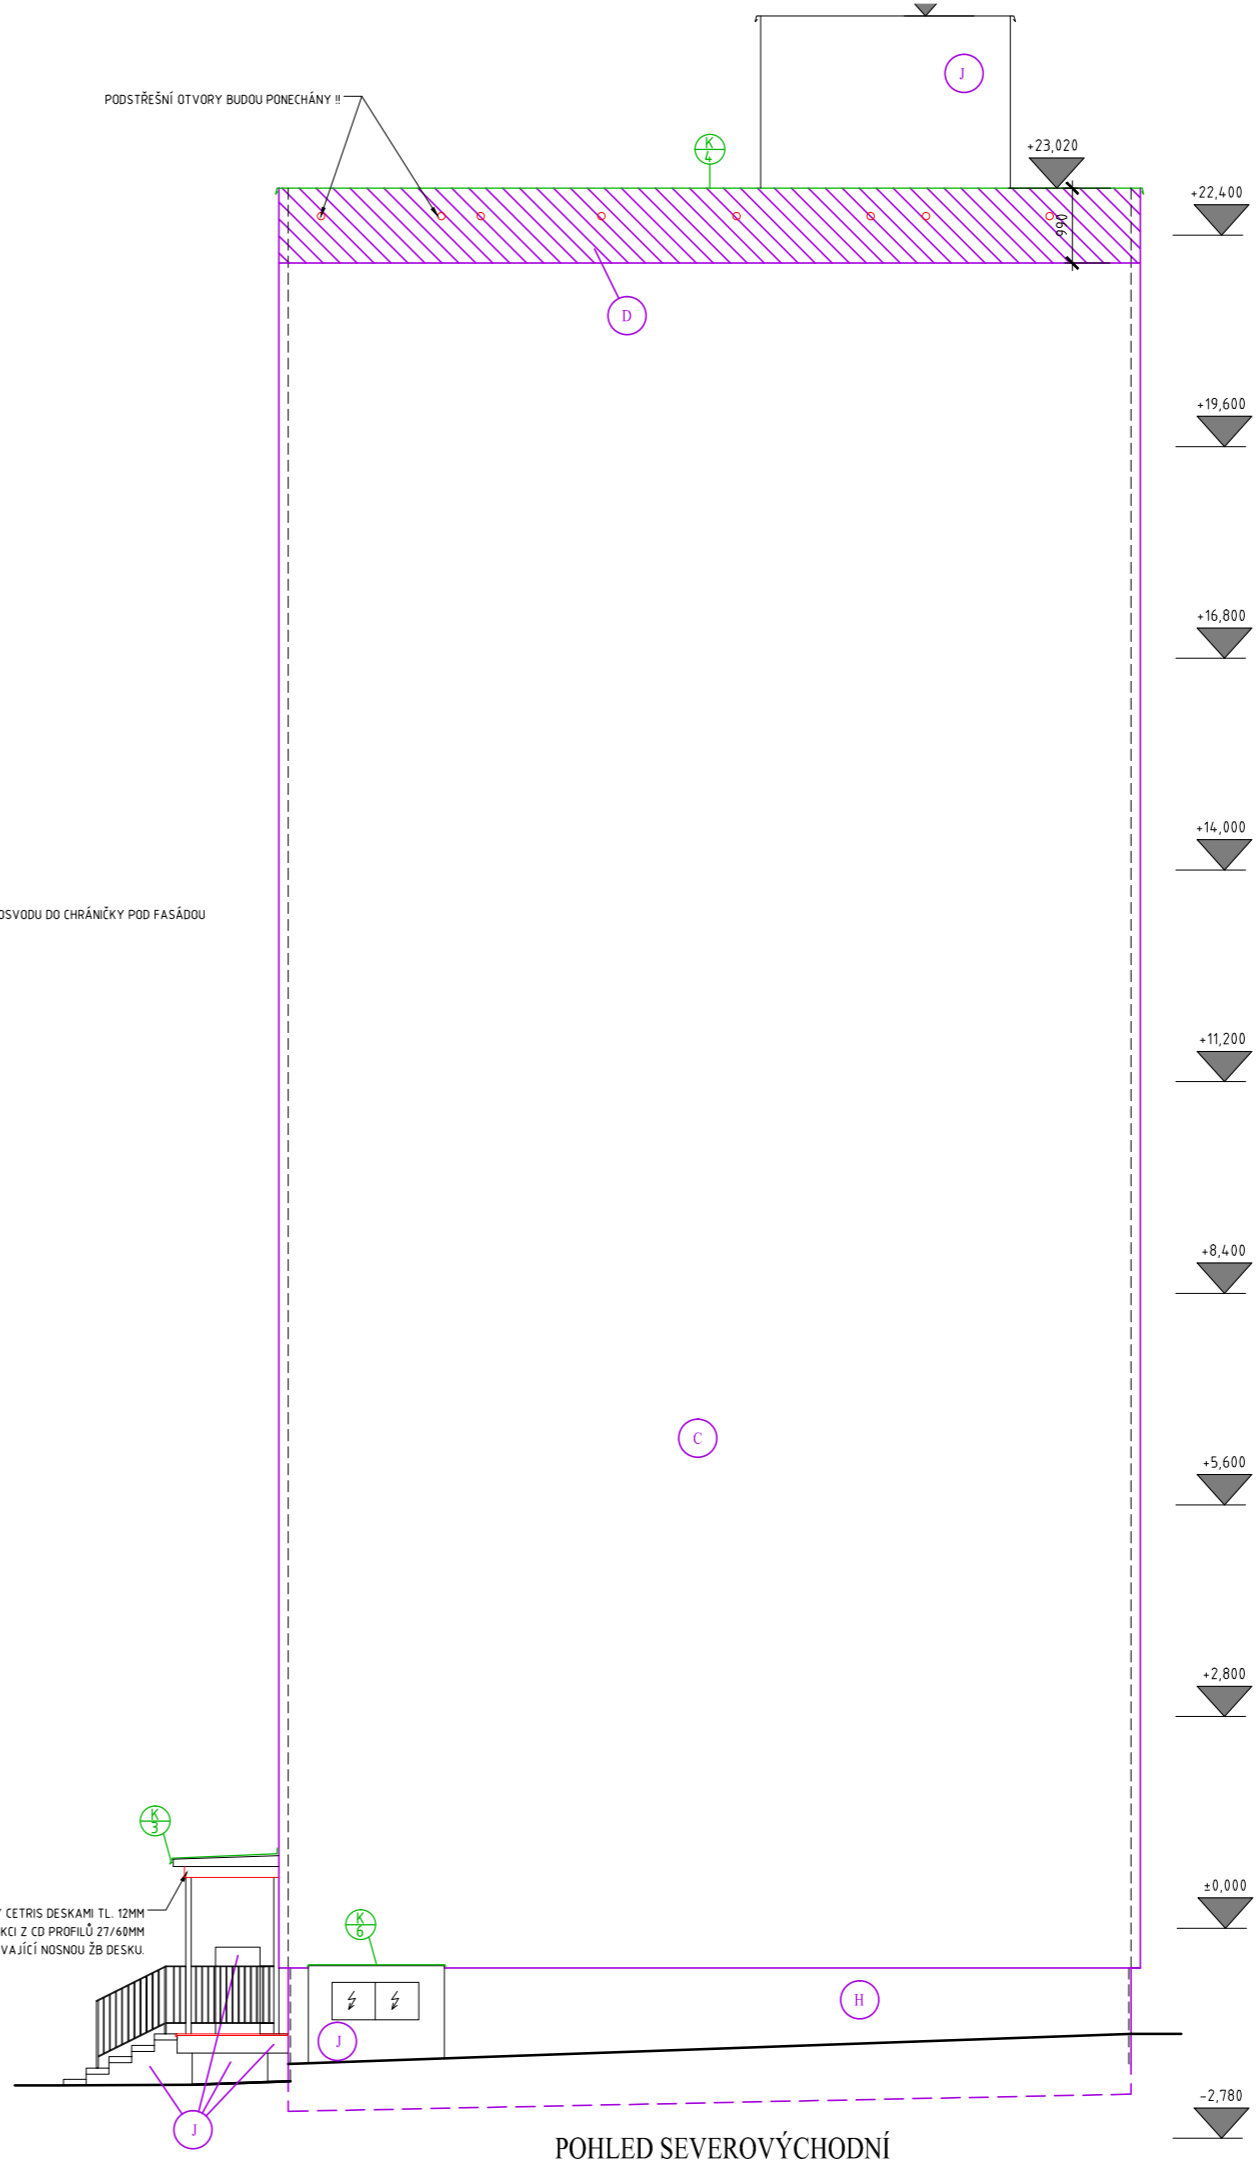 J
PODSTŘEŠNÍ OTVORY BUDOU PONECHÁNY !!
K
4
+23,020
+22,400
990
D
+19,600
+16,800
+14,000
OSVODU DO CHRÁNIČKY POD FASÁDOU
+11,200
+8,400
C
+5,600
+2,800
K
3
±0,000
CETRIS DESKAMI TL. 12MM
KCI Z CD PROFILŮ 27/60MM
VAJÍCÍ NOSNOU ŽB DESKU.
K
6
H
J
J
-2,780
POHLED SEVEROVÝCHODNÍ